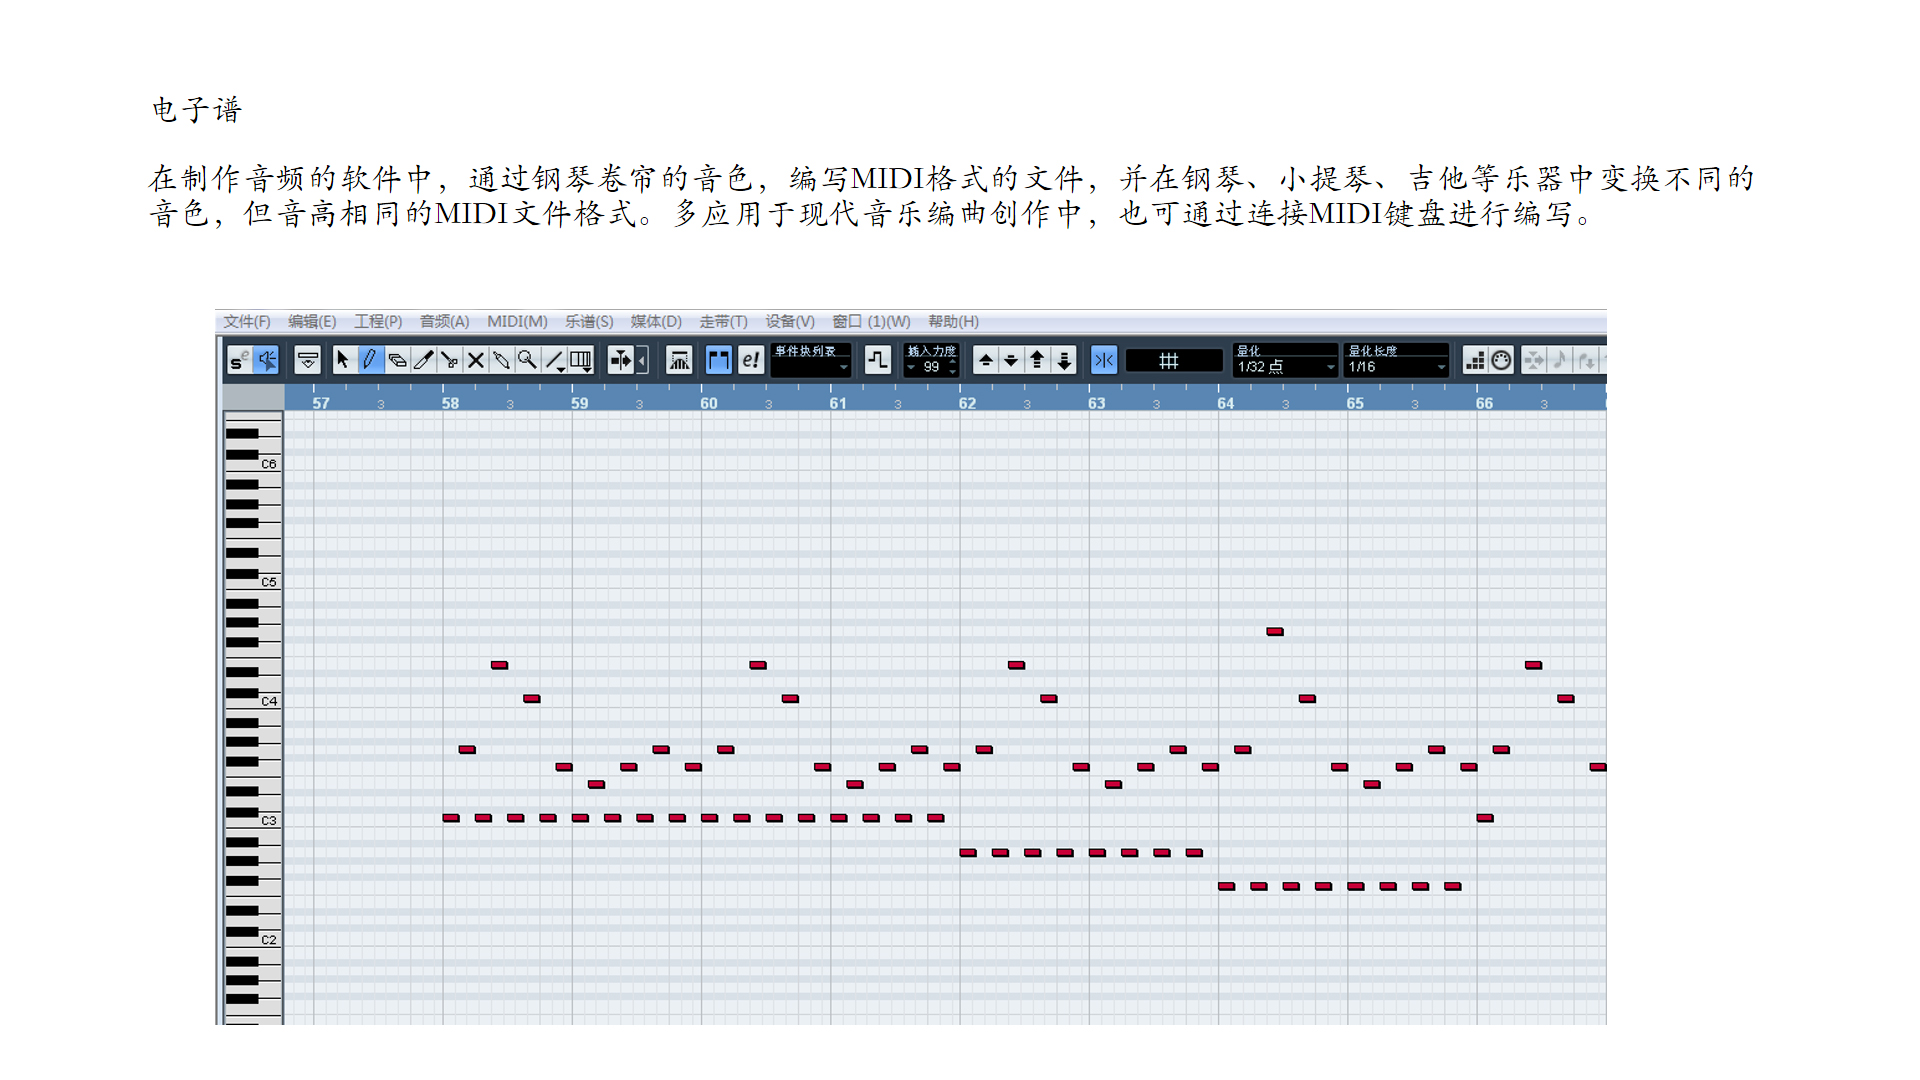 电子谱
在制作音频的软件中，通过钢琴卷帘的音色，编写MIDI格式的文件，并在钢琴、小提琴、吉他等乐器中变换不同的
音色，但音高相同的MIDI文件格式。多应用于现代音乐编曲创作中，也可通过连接MIDI键盘进行编写。
文件(F) 编辑(E) 工程(P) 音频(A) MIDI(M) 乐谱(S) 媒体(D) 走带(T) 设备(V) 窗口 (1)(W) 帮助(H)
事件块列表 插入力度 量化 量化长度
s e e! 99 1/32 点 1/16
57 3 58 3 59 3 60 3 61 3 62 3 63 3 64 3 65 3 66 3
C6
C5
C4
C3
C2